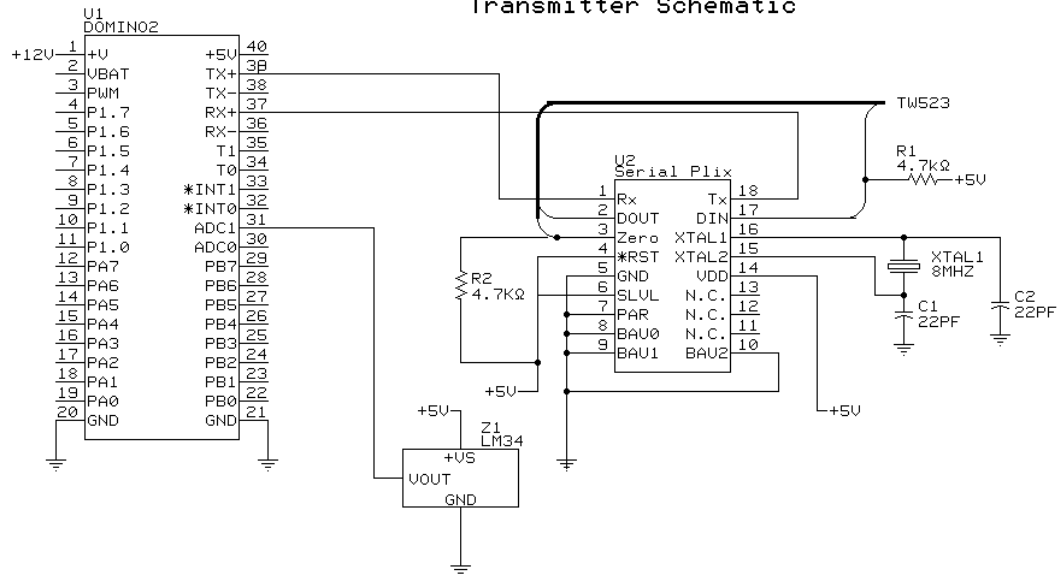 Transmitter Schematic
U1
DOMINO2
+12V
1 +V +5V 40
2 VBAT TX+ 39
3 PWM TX- 38
4 P1.7 RX+ 37
5 P1.6 RX- 36
6 P1.5 T1 35
7 P1.4 T0 34
8 P1.3 *INT1 33
9 P1.2 *INT0 32
10 P1.1 ADC1 31
11 P1.0 ADC0 30
12 PA7 PB7 29
13 PA6 PB6 28
14 PA5 PB5 27
15 PA4 PB4 26
16 PA3 PB3 25
17 PA2 PB2 24
18 PA1 PB1 23
19 PA0 PB0 22
20 GND GND 21
TW523
R1
4.7kΩ
+5V
U2
Serial Plix
1 Rx Tx 18
2 DOUT DIN 17
3 Zero XTAL1 16
4 *RST XTAL2 15
5 GND VDD 14
6 SLVL N.C. 13
7 PAR N.C. 12
8 BAU0 N.C. 11
9 BAU1 BAU2 10
R2
4.7KΩ
XTAL1
8MHZ
C1
22PF
C2
22PF
+5V
+5V
+5V
Z1
LM34
+VS
VOUT
GND